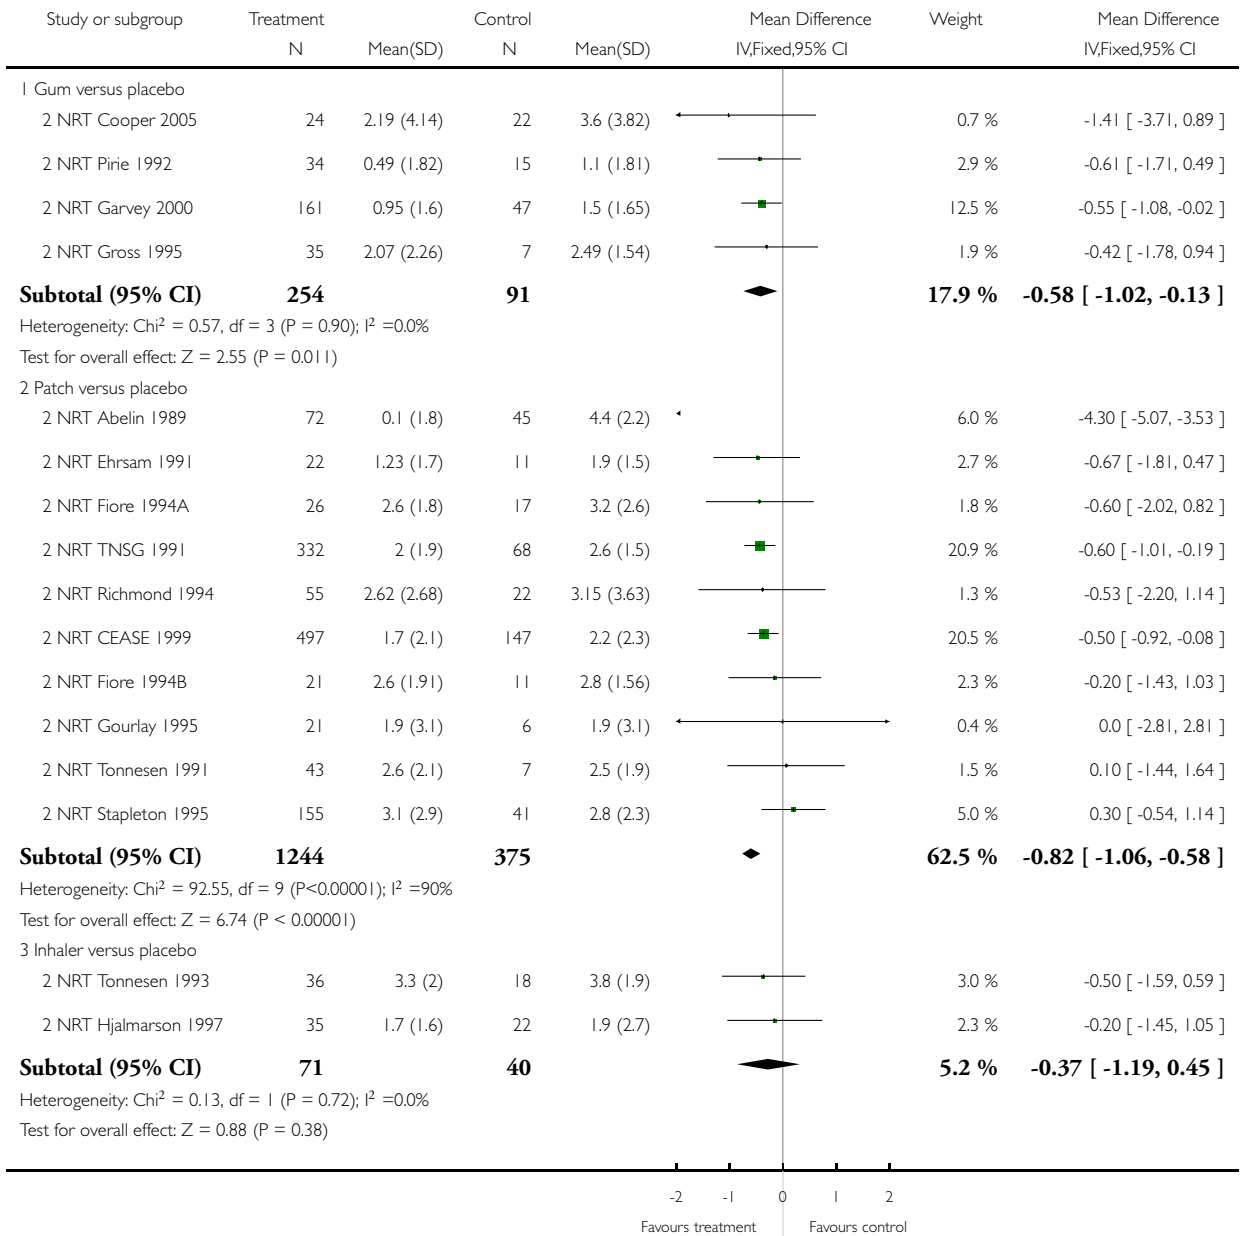 Study or subgroup Treatment Control Mean Difference Weight Mean Difference
N Mean(SD) N Mean(SD) IV,Fixed,95% CI IV,Fixed,95% CI
1 Gum versus placebo
2 NRT Cooper 2005 24 2.19 (4.14) 22 3.6 (3.82) 0.7 % -1.41 [ -3.71, 0.89 ]
2 NRT Pirie 1992 34 0.49 (1.82) 15 1.1 (1.81) 2.9 % -0.61 [ -1.71, 0.49 ]
2 NRT Garvey 2000 161 0.95 (1.6) 47 1.5 (1.65) 12.5 % -0.55 [ -1.08, -0.02 ]
2 NRT Gross 1995 35 2.07 (2.26) 7 2.49 (1.54) 1.9 % -0.42 [ -1.78, 0.94 ]
Subtotal (95% CI) 254 91 17.9 % -0.58 [ -1.02, -0.13 ]
Heterogeneity: Chi² = 0.57, df = 3 (P = 0.90); I² =0.0%
Test for overall effect: Z = 2.55 (P = 0.011)
2 Patch versus placebo
2 NRT Abelin 1989 72 0.1 (1.8) 45 4.4 (2.2) 6.0 % -4.30 [ -5.07, -3.53 ]
2 NRT Ehrsam 1991 22 1.23 (1.7) 11 1.9 (1.5) 2.7 % -0.67 [ -1.81, 0.47 ]
2 NRT Fiore 1994A 26 2.6 (1.8) 17 3.2 (2.6) 1.8 % -0.60 [ -2.02, 0.82 ]
2 NRT TNSG 1991 332 2 (1.9) 68 2.6 (1.5) 20.9 % -0.60 [ -1.01, -0.19 ]
2 NRT Richmond 1994 55 2.62 (2.68) 22 3.15 (3.63) 1.3 % -0.53 [ -2.20, 1.14 ]
2 NRT CEASE 1999 497 1.7 (2.1) 147 2.2 (2.3) 20.5 % -0.50 [ -0.92, -0.08 ]
2 NRT Fiore 1994B 21 2.6 (1.91) 11 2.8 (1.56) 2.3 % -0.20 [ -1.43, 1.03 ]
2 NRT Gourlay 1995 21 1.9 (3.1) 6 1.9 (3.1) 0.4 % 0.0 [ -2.81, 2.81 ]
2 NRT Tonnesen 1991 43 2.6 (2.1) 7 2.5 (1.9) 1.5 % 0.10 [ -1.44, 1.64 ]
2 NRT Stapleton 1995 155 3.1 (2.9) 41 2.8 (2.3) 5.0 % 0.30 [ -0.54, 1.14 ]
Subtotal (95% CI) 1244 375 62.5 % -0.82 [ -1.06, -0.58 ]
Heterogeneity: Chi² = 92.55, df = 9 (P<0.00001); I² =90%
Test for overall effect: Z = 6.74 (P < 0.00001)
3 Inhaler versus placebo
2 NRT Tonnesen 1993 36 3.3 (2) 18 3.8 (1.9) 3.0 % -0.50 [ -1.59, 0.59 ]
2 NRT Hjalmarson 1997 35 1.7 (1.6) 22 1.9 (2.7) 2.3 % -0.20 [ -1.45, 1.05 ]
Subtotal (95% CI) 71 40 5.2 % -0.37 [ -1.19, 0.45 ]
Heterogeneity: Chi² = 0.13, df = 1 (P = 0.72); I² =0.0%
Test for overall effect: Z = 0.88 (P = 0.38)
-2 -1 0 1 2
Favours treatment Favours control